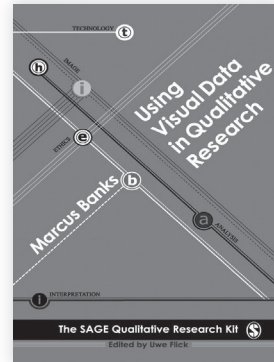 TECHNOLOGY t
h
IMAGE
i
e
ETHICS
b
a
ANALYSIS
Using
Visual Data
in Qualitative
Research
Marcus Banks
i INTERPRETATION
The SAGE Qualitative Research Kit S
Edited by Uwe Flick